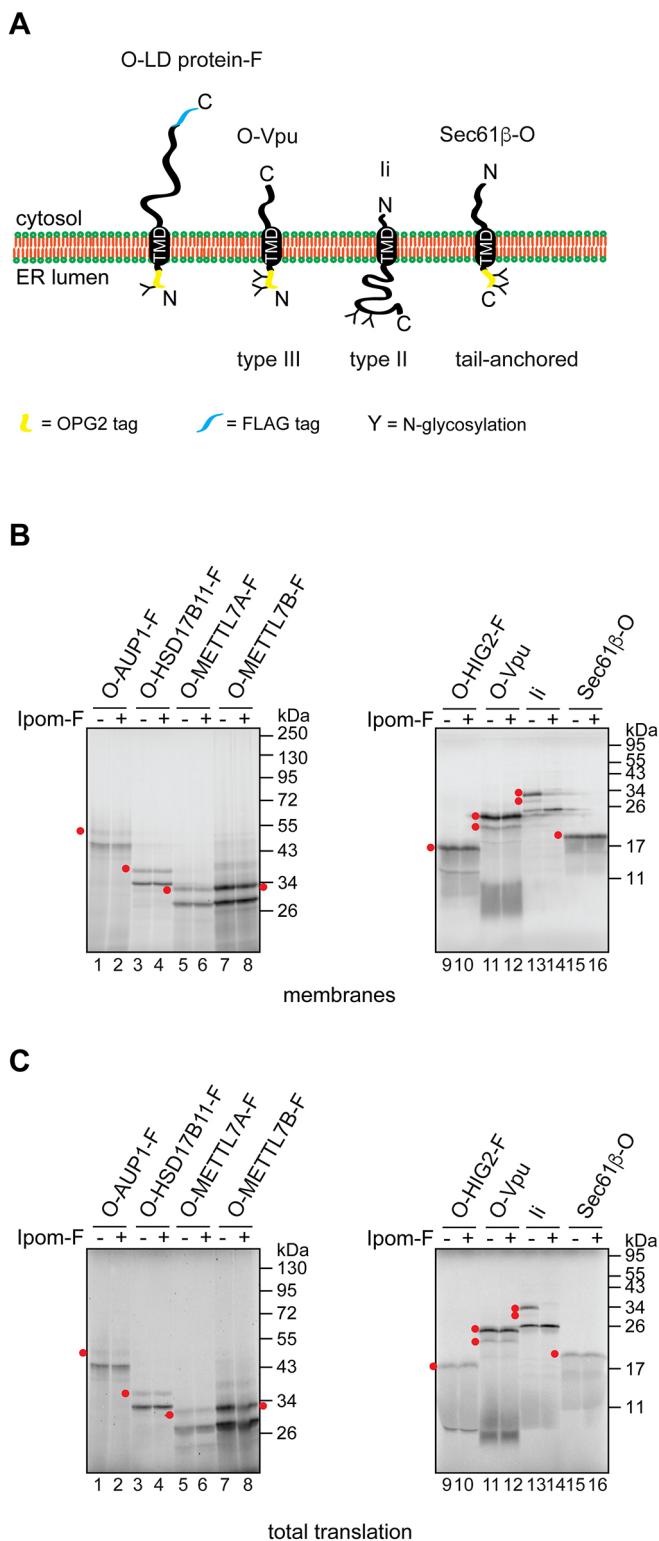 A
O-LD protein-F
C
O-Vpu
Sec61β-O
C
Ii
N
N
cytosol
TMD TMD TMD TMD
ER lumen
N
N
C
C
type III type II tail-anchored
= OPG2 tag = FLAG tag Y = N-glycosylation
B
O-AUP1-F
O-HSD17B11-F
O-METTL7A-F
O-METTL7B-F
Ipom-F - + - + - + - + kDa
250
130
95
72
55
43
34
26
1 2 3 4 5 6 7 8
O-HIG2-F
O-Vpu
Ii
Sec61β-O
Ipom-F - + - + - + - + kDa
95
55
43
34
26
17
11
9 10 11 12 13 14 15 16
membranes
C
O-AUP1-F
O-HSD17B11-F
O-METTL7A-F
O-METTL7B-F
Ipom-F - + - + - + - + kDa
130
95
72
55
43
34
26
1 2 3 4 5 6 7 8
O-HIG2-F
O-Vpu
Ii
Sec61β-O
Ipom-F - + - + - + - + kDa
95
55
43
34
26
17
11
9 10 11 12 13 14 15 16
total translation